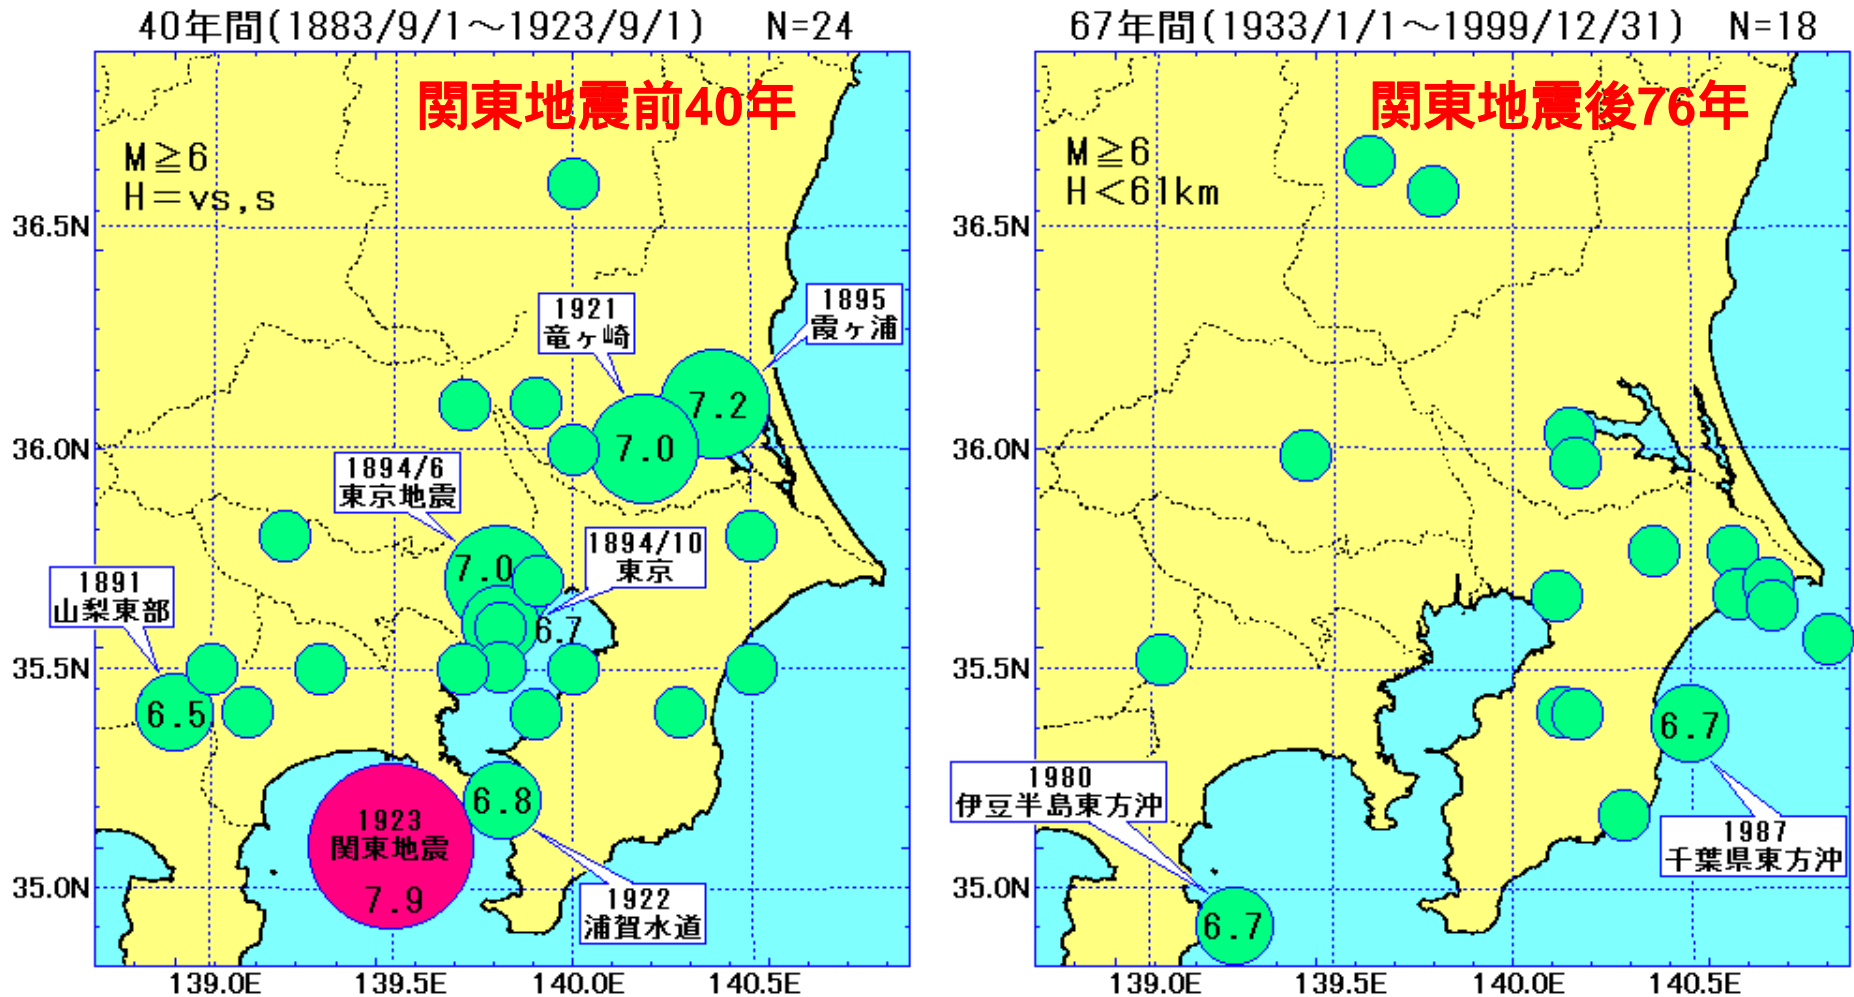 40年間(1883/9/1～1923/9/1) N=24
関東地震前40年
M≧6
H=vs,s
36.5N
36.0N
35.5N
35.0N
139.0E 139.5E 140.0E 140.5E
1895
霞ヶ浦
7.2
1921
竜ヶ崎
7.0
1894/6
東京地震
7.0
1894/10
東京
6.7
1891
山梨東部
6.5
1923
関東地震
7.9
6.8
1922
浦賀水道
67年間(1933/1/1～1999/12/31) N=18
関東地震後76年
M≧6
H<61km
36.5N
36.0N
35.5N
35.0N
139.0E 139.5E 140.0E 140.5E
6.7
1980
伊豆半島東方沖
1987
千葉県東方沖
6.7